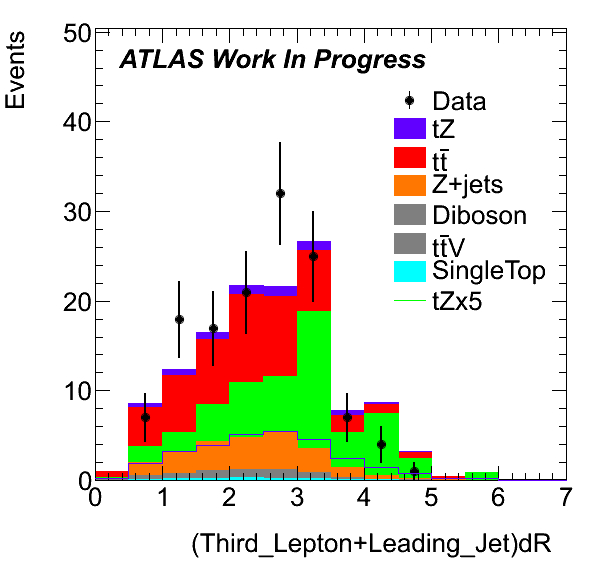 Events
50
40
30
20
10
0
ATLAS Work In Progress
Data
tZ
tt̄
Z+jets
Diboson
tt̄V
SingleTop
tZx5
0 1 2 3 4 5 6 7
(Third_Lepton+Leading_Jet)dR